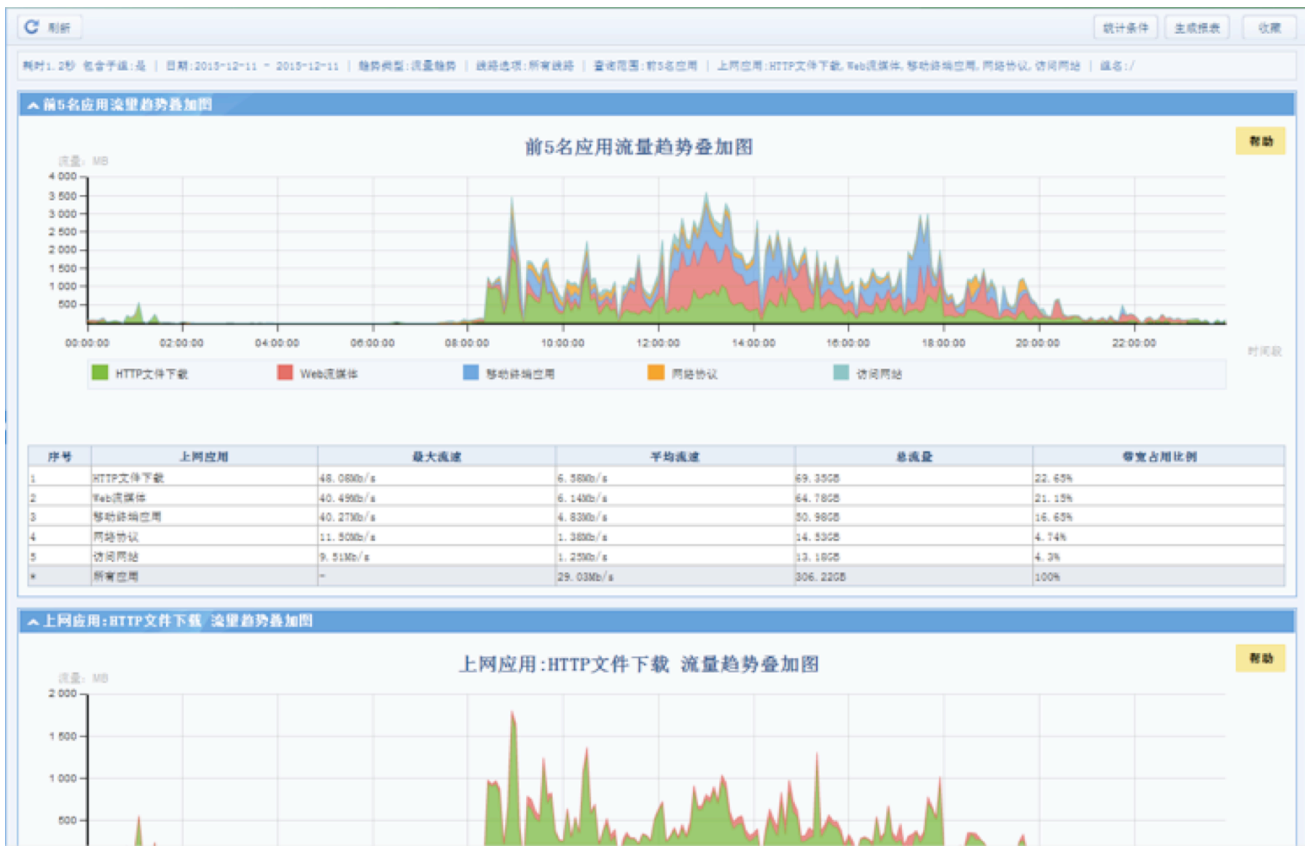 刷新 统计条件 生成报表 收藏
耗时1.2秒 包含子组:是 | 日期:2015-12-11 - 2015-12-11 | 趋势类型:流量趋势 | 线路选项:所有线路 | 查询范围:前5名应用 | 上网应用:HTTP文件下载,Web流媒体,移动终端应用,网络协议,访问网站 | 组名:/
前5名应用流量趋势叠加图
前5名应用流量趋势叠加图
帮助
流量: MB
4 000
3 500
3 000
2 500
2 000
1 500
1 000
500
00:00:00 02:00:00 04:00:00 06:00:00 08:00:00 10:00:00 12:00:00 14:00:00 16:00:00 18:00:00 20:00:00 22:00:00
时间段
HTTP文件下载 Web流媒体 移动终端应用 网络协议 访问网站
序号 上网应用 最大流速 平均流速 总流量 带宽占用比例
1 HTTP文件下载 48.08Mb/s 6.58Mb/s 69.35GB 22.65%
2 Web流媒体 40.49Mb/s 6.14Mb/s 64.78GB 21.15%
3 移动终端应用 40.27Mb/s 4.83Mb/s 50.98GB 16.65%
4 网络协议 11.50Mb/s 1.38Mb/s 14.53GB 4.74%
5 访问网站 9.51Mb/s 1.25Mb/s 13.18GB 4.3%
* 所有应用 - 29.03Mb/s 306.22GB 100%
上网应用:HTTP文件下载 流量趋势叠加图
上网应用:HTTP文件下载 流量趋势叠加图
帮助
流量: MB
2 000
1 500
1 000
500